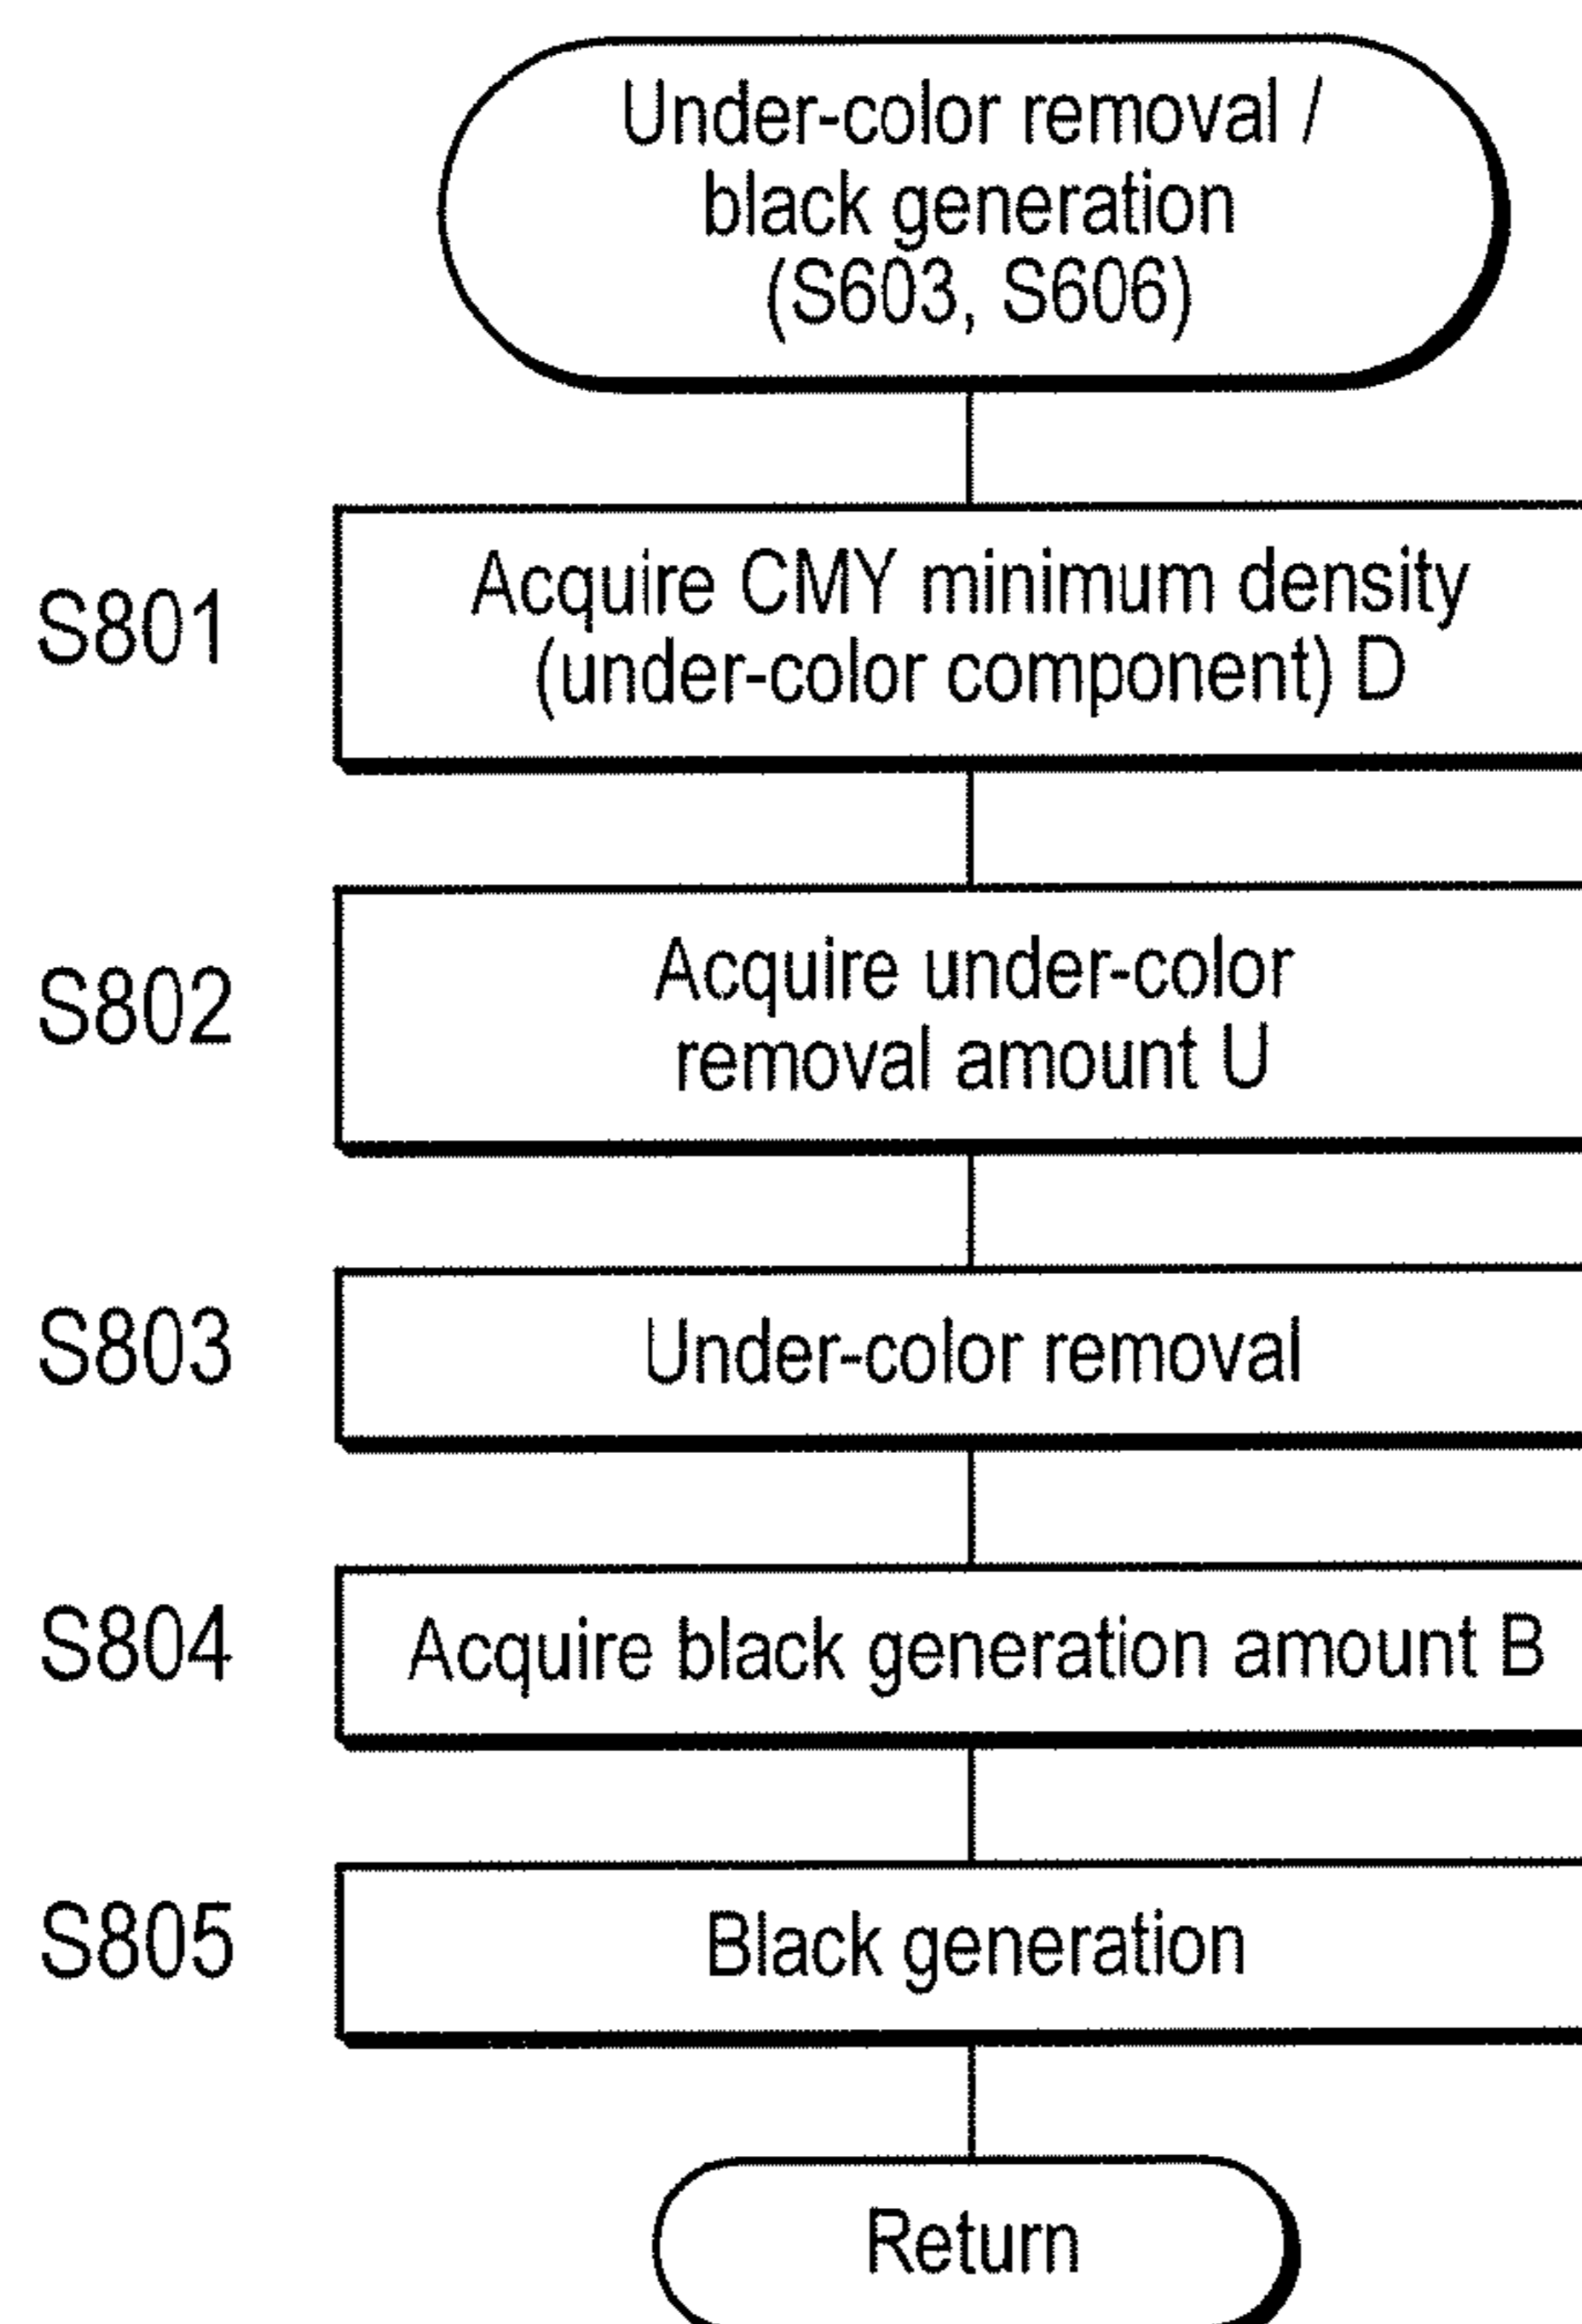 Under-color removal /
black generation
(S603, S606)
S801
Acquire CMY minimum density
(under-color component) D
S802
Acquire under-color
removal amount U
S803
Under-color removal
S804
Acquire black generation amount B
S805
Black generation
Return